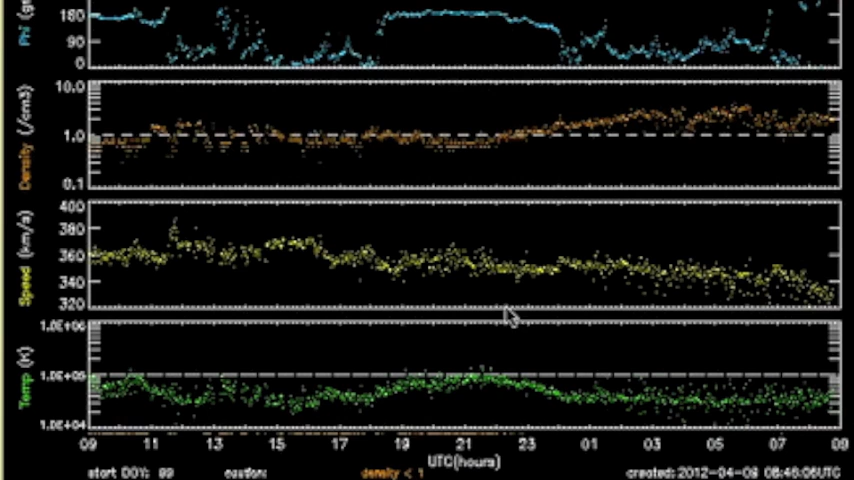 Phi
180
90
0
Density (/cm3)
10.0
1.0
0.1
Speed (km/s)
400
380
360
340
320
Temp (K)
1.0E+06
1.0E+05
1.0E+04
09 11 13 15 17 19 21 23 01 03 05 07 09
UTC(hours)
start DOY: 99 caution: density < 1 created: 2012-04-09 08:46:06UTC